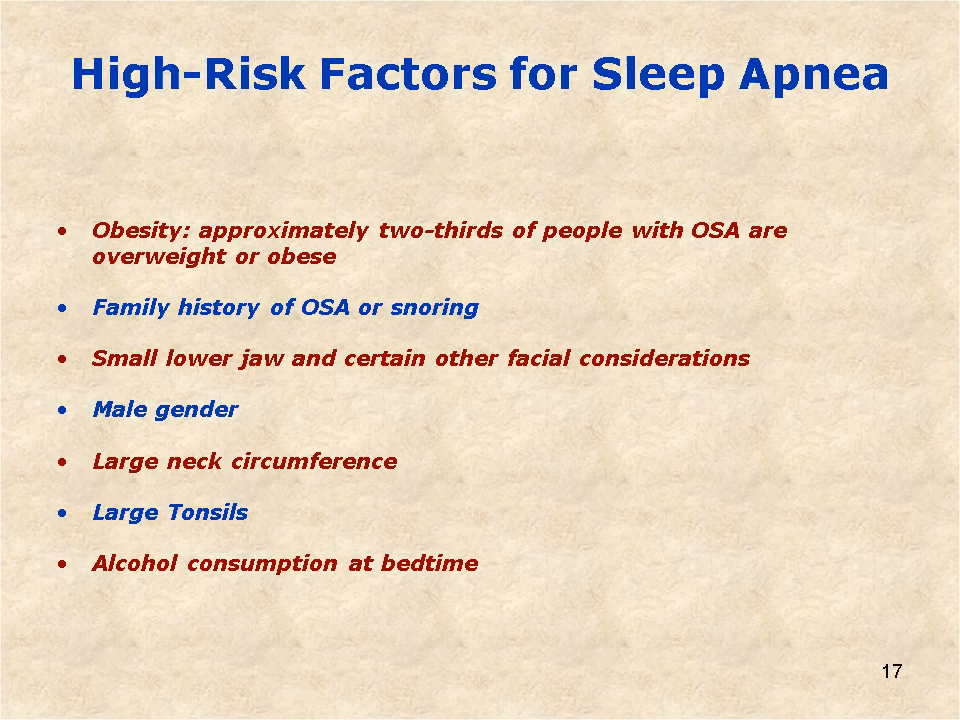 High-Risk Factors for Sleep Apnea
• Obesity: approximately two-thirds of people with OSA are
overweight or obese
• Family history of OSA or snoring
• Small lower jaw and certain other facial considerations
• Male gender
• Large neck circumference
• Large Tonsils
• Alcohol consumption at bedtime
17